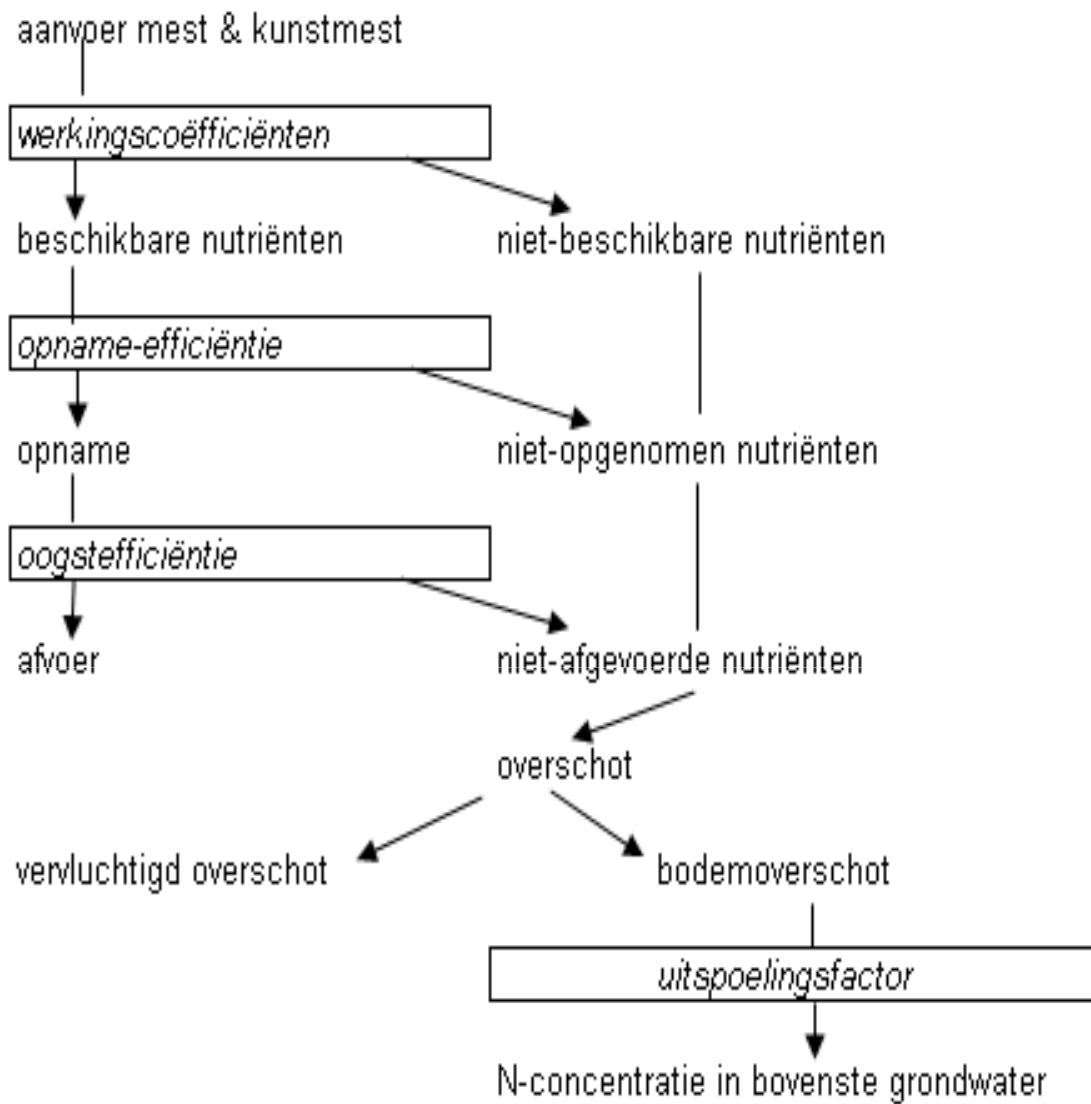 aanvoer mest & kunstmest
werkingscoëfficiënten
beschikbare nutriënten
niet-beschikbare nutriënten
opname-efficiëntie
opname
niet-opgenomen nutriënten
oogstefficiëntie
afvoer
niet-afgevoerde nutriënten
overschot
vervluchtigd overschot
bodemoverschot
uitspoelingsfactor
N-concentratie in bovenste grondwater